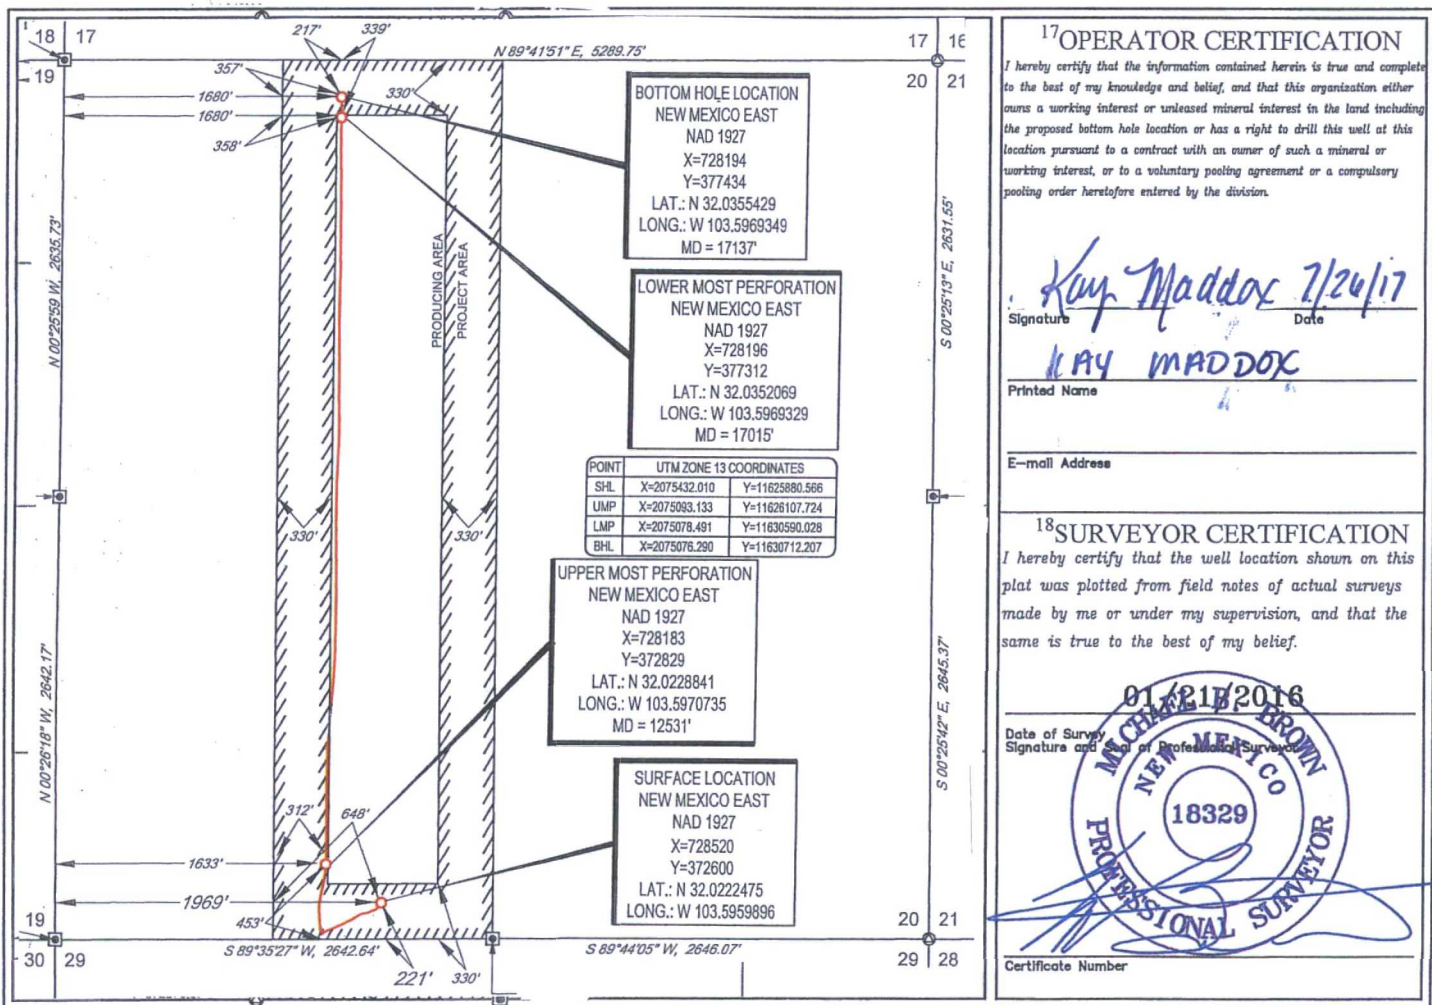 18 17
19
217'
339'
N 89°41'51" E, 5289.75'
17 16
20 21
357'
1680'
1680'
358'
330'
BOTTOM HOLE LOCATION
NEW MEXICO EAST
NAD 1927
X=728194
Y=377434
LAT.: N 32.0355429
LONG.: W 103.5969349
MD = 17137'
N 00°25'59" W, 2635.73'
PRODUCING AREA
PROJECT AREA
S 00°25'13" E, 2631.55'
LOWER MOST PERFORATION
NEW MEXICO EAST
NAD 1927
X=728196
Y=377312
LAT.: N 32.0352069
LONG.: W 103.5969329
MD = 17015'
POINT UTM ZONE 13 COORDINATES
SHL X=2075432.010 Y=11625880.566
UMP X=2075093.133 Y=11626107.724
LMP X=2075078.491 Y=11630590.028
BHL X=2075076.290 Y=11630712.207
330'
330'
UPPER MOST PERFORATION
NEW MEXICO EAST
NAD 1927
X=728183
Y=372829
LAT.: N 32.0228841
LONG.: W 103.5970735
MD = 12531'
N 00°26'18" W, 2642.17'
S 00°25'42" E, 2645.37'
SURFACE LOCATION
NEW MEXICO EAST
NAD 1927
X=728520
Y=372600
LAT.: N 32.0222475
LONG.: W 103.5959896
312'
648'
1633'
1969'
453'
19
30 29
S 89°35'27" W, 2642.64'
221'
330'
S 89°44'05" W, 2646.07'
20 21
29 28
17OPERATOR CERTIFICATION
I hereby certify that the information contained herein is true and complete
to the best of my knowledge and belief, and that this organization either
owns a working interest or unleased mineral interest in the land including
the proposed bottom hole location or has a right to drill this well at this
location pursuant to a contract with an owner of such a mineral or
working interest, or to a voluntary pooling agreement or a compulsory
pooling order heretofore entered by the division.
Kay Maddox 7/26/17
Signature Date
KAY MADDOX
Printed Name
E-mail Address
18SURVEYOR CERTIFICATION
I hereby certify that the well location shown on this
plat was plotted from field notes of actual surveys
made by me or under my supervision, and that the
same is true to the best of my belief.
01/21/2016
Date of Survey
Signature and Seal of Professional Surveyor
MICHAEL B. BROWN
NEW MEXICO
18329
PROFESSIONAL SURVEYOR
Certificate Number